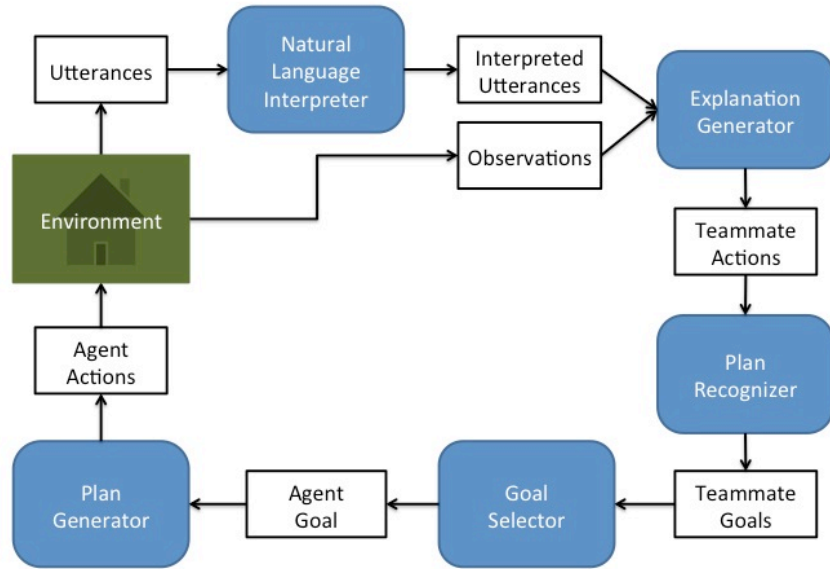 Utterances
Natural
Language
Interpreter
Interpreted
Utterances
Explanation
Generator
Observations
Environment
Teammate
Actions
Agent
Actions
Plan
Recognizer
Plan
Generator
Agent
Goal
Goal
Selector
Teammate
Goals